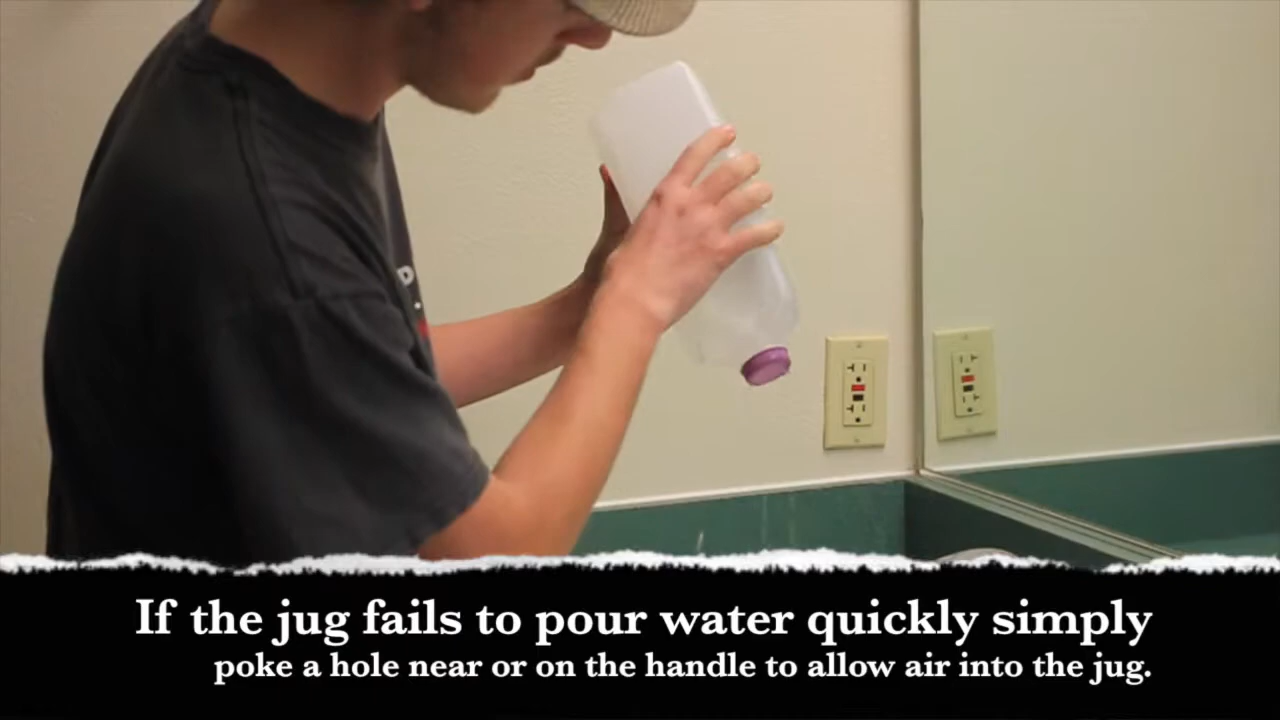 If the jug fails to pour water quickly simply
poke a hole near or on the handle to allow air into the jug.